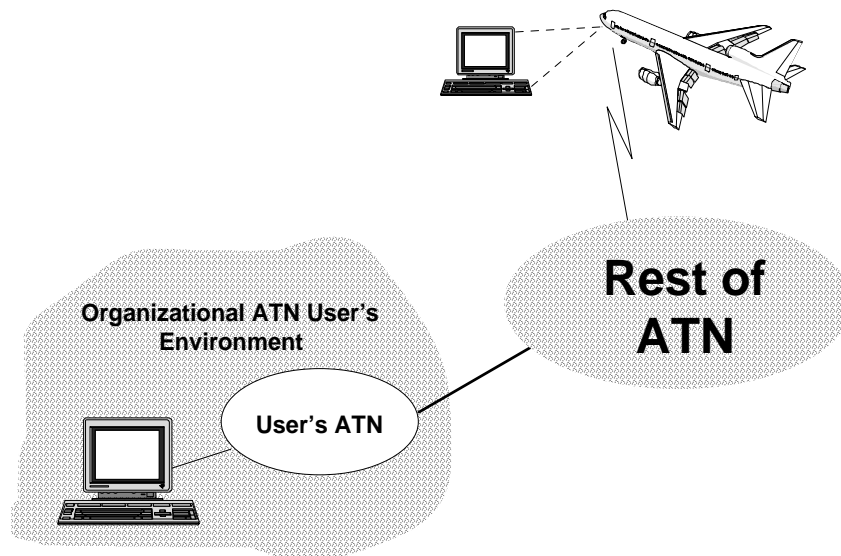 Rest of
ATN
Organizational ATN User's
Environment
User's ATN